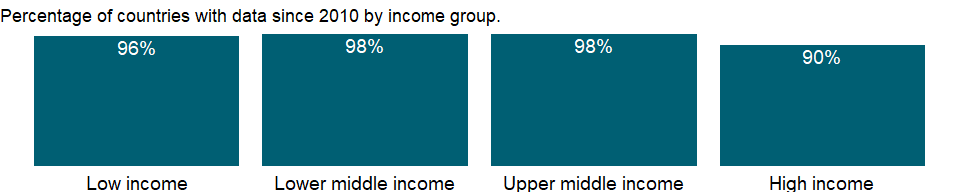 Percentage of countries with data since 2010 by income group.
96% 98% 98% 90%
Low income Lower middle income Upper middle income High income